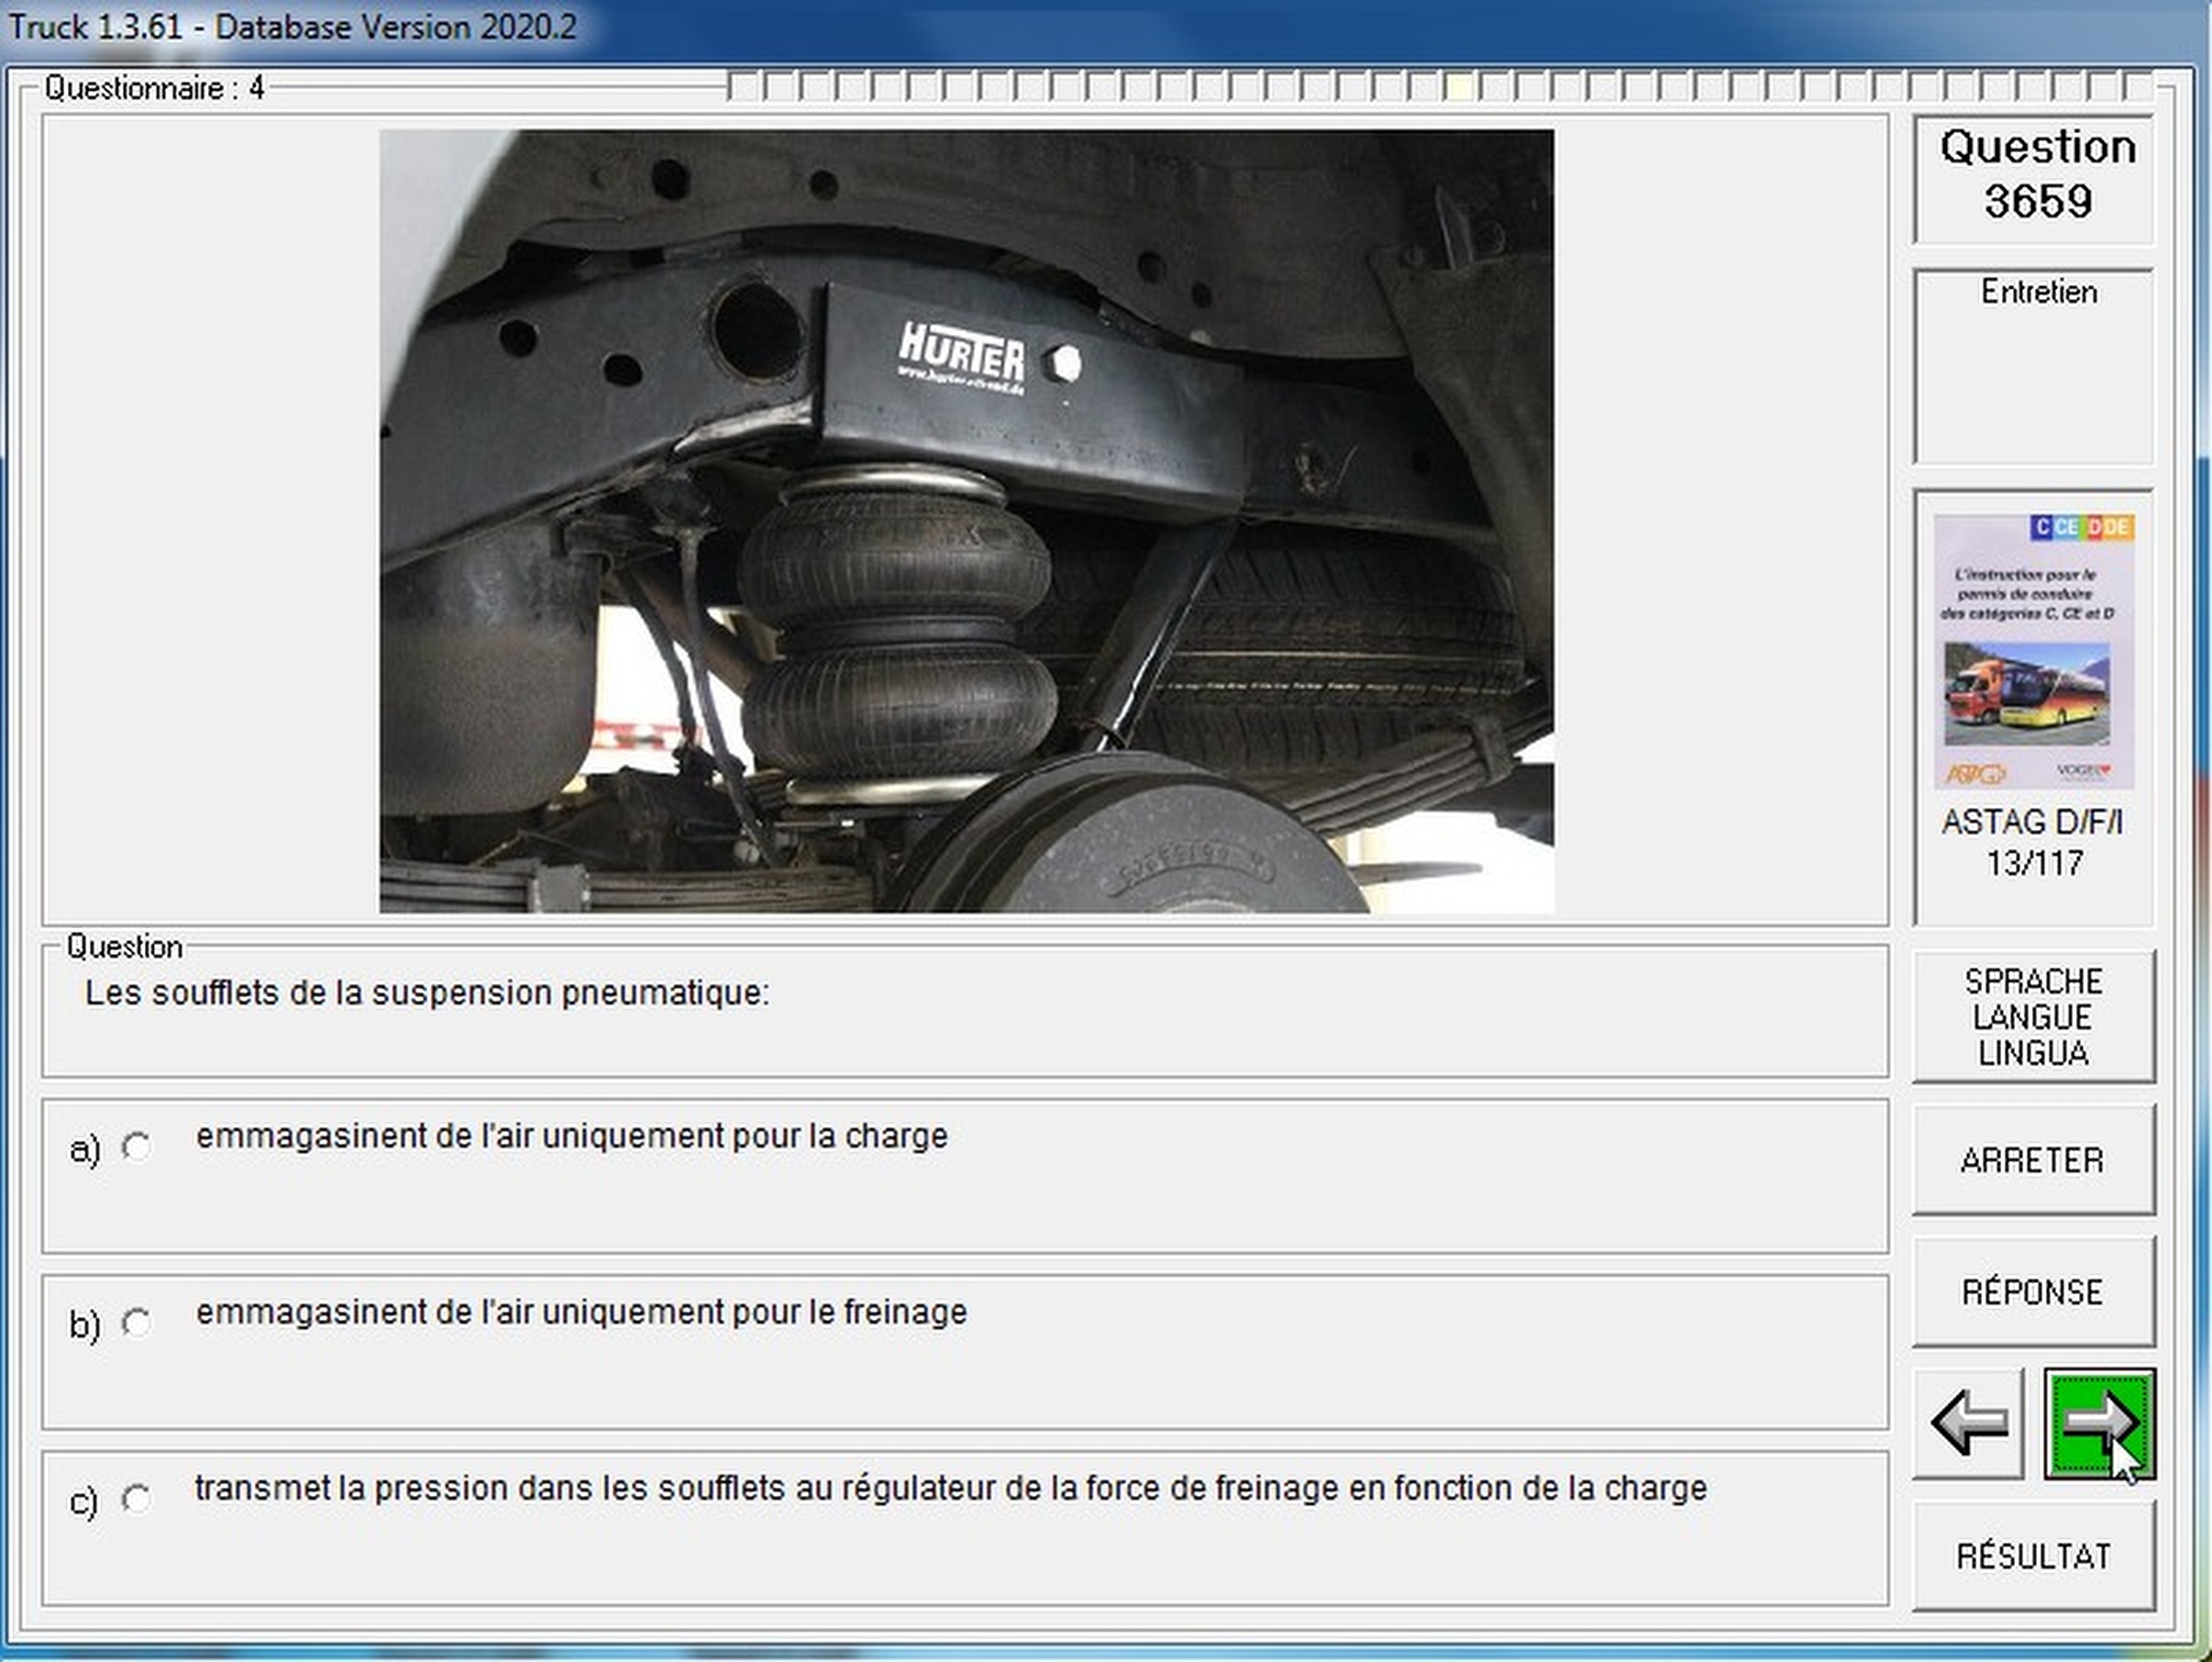 Truck 1.3.61 - Database Version 2020.2
Questionnaire : 4
HURTER
Question
3659
Entretien
C CE D DE
L'instruction pour le
permis de conduire
des catégories C, CE et D
ASTAG
VOGEL
ASTAG D/F/I
13/117
Question
Les soufflets de la suspension pneumatique:
a) emmagasinent de l'air uniquement pour la charge
b) emmagasinent de l'air uniquement pour le freinage
c) transmet la pression dans les soufflets au régulateur de la force de freinage en fonction de la charge
SPRACHE
LANGUE
LINGUA
ARRETER
RÉPONSE
RÉSULTAT